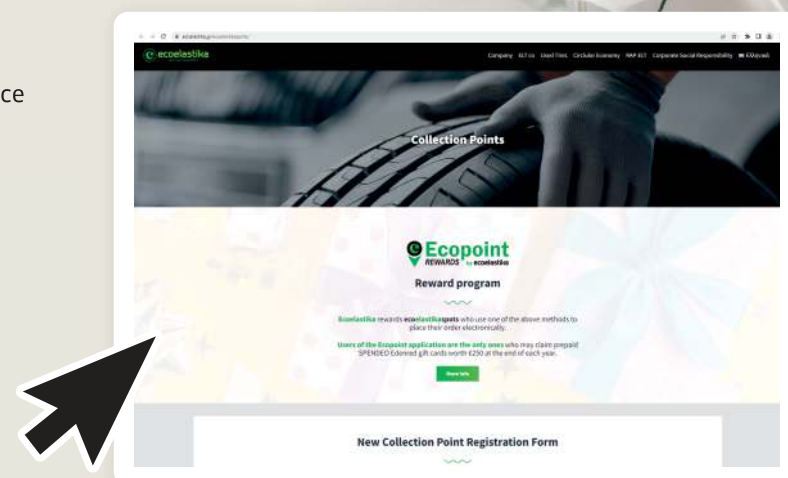 ce
ecoelastika
Company ELT co Used Tires Circular Economy MAP ELT Corporate Social Responsibility Ελληνικά
Collection Points
Ecopoint
REWARDS by ecoelastika
Reward program
Ecoelastika rewards ecoelastikaspots who use one of the above methods to
place their order electronically.
Users of the Ecopoint application are the only ones who may claim prepaid
SPENDEO Edenred gift cards worth €250 at the end of each year.
More info
New Collection Point Registration Form